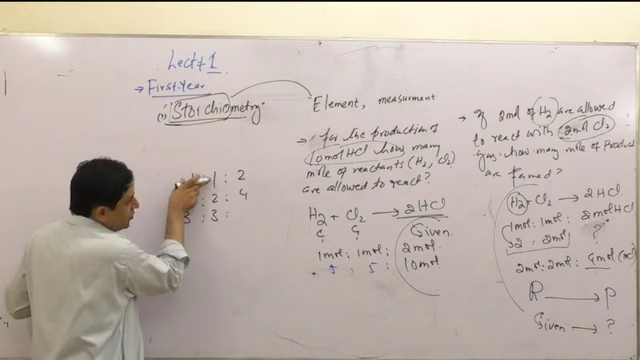 Lect # 1
→ First Year
(1) Stoichiometry
Element, measurment
1 : 2
2 : 4
3 : 3 :
→ for the production of
10mol HCl how many
mole of reactants (H2, Cl2)
are allowed to react?
H2 + Cl2 → 2HCl
Given
1mol : 1mol : 2mol
5 : 5 : 10mol
→ If 2mol of H2 are allowed
to react with 2mol Cl2
gas. how many mole of Product
are formed?
H2 + Cl2 → 2HCl
1mol : 1mol : 2molHCl
2 : 2mol : ?
2mol : 2mol : 4mol (HCl)
R → P
Given → ?